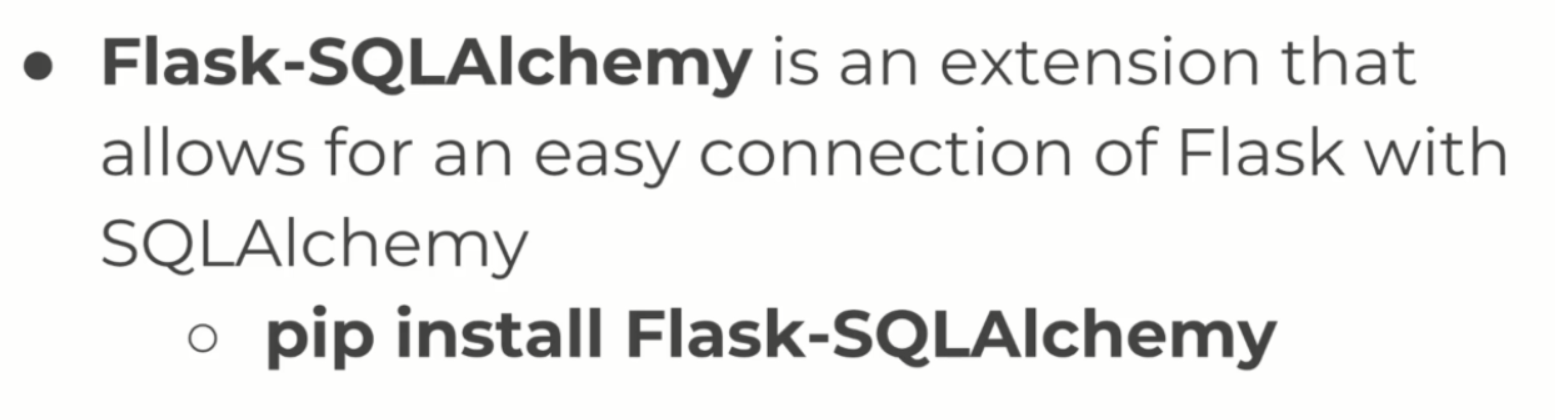 ● Flask-SQLAlchemy is an extension that
allows for an easy connection of Flask with
SQLAlchemy
○ pip install Flask-SQLAlchemy